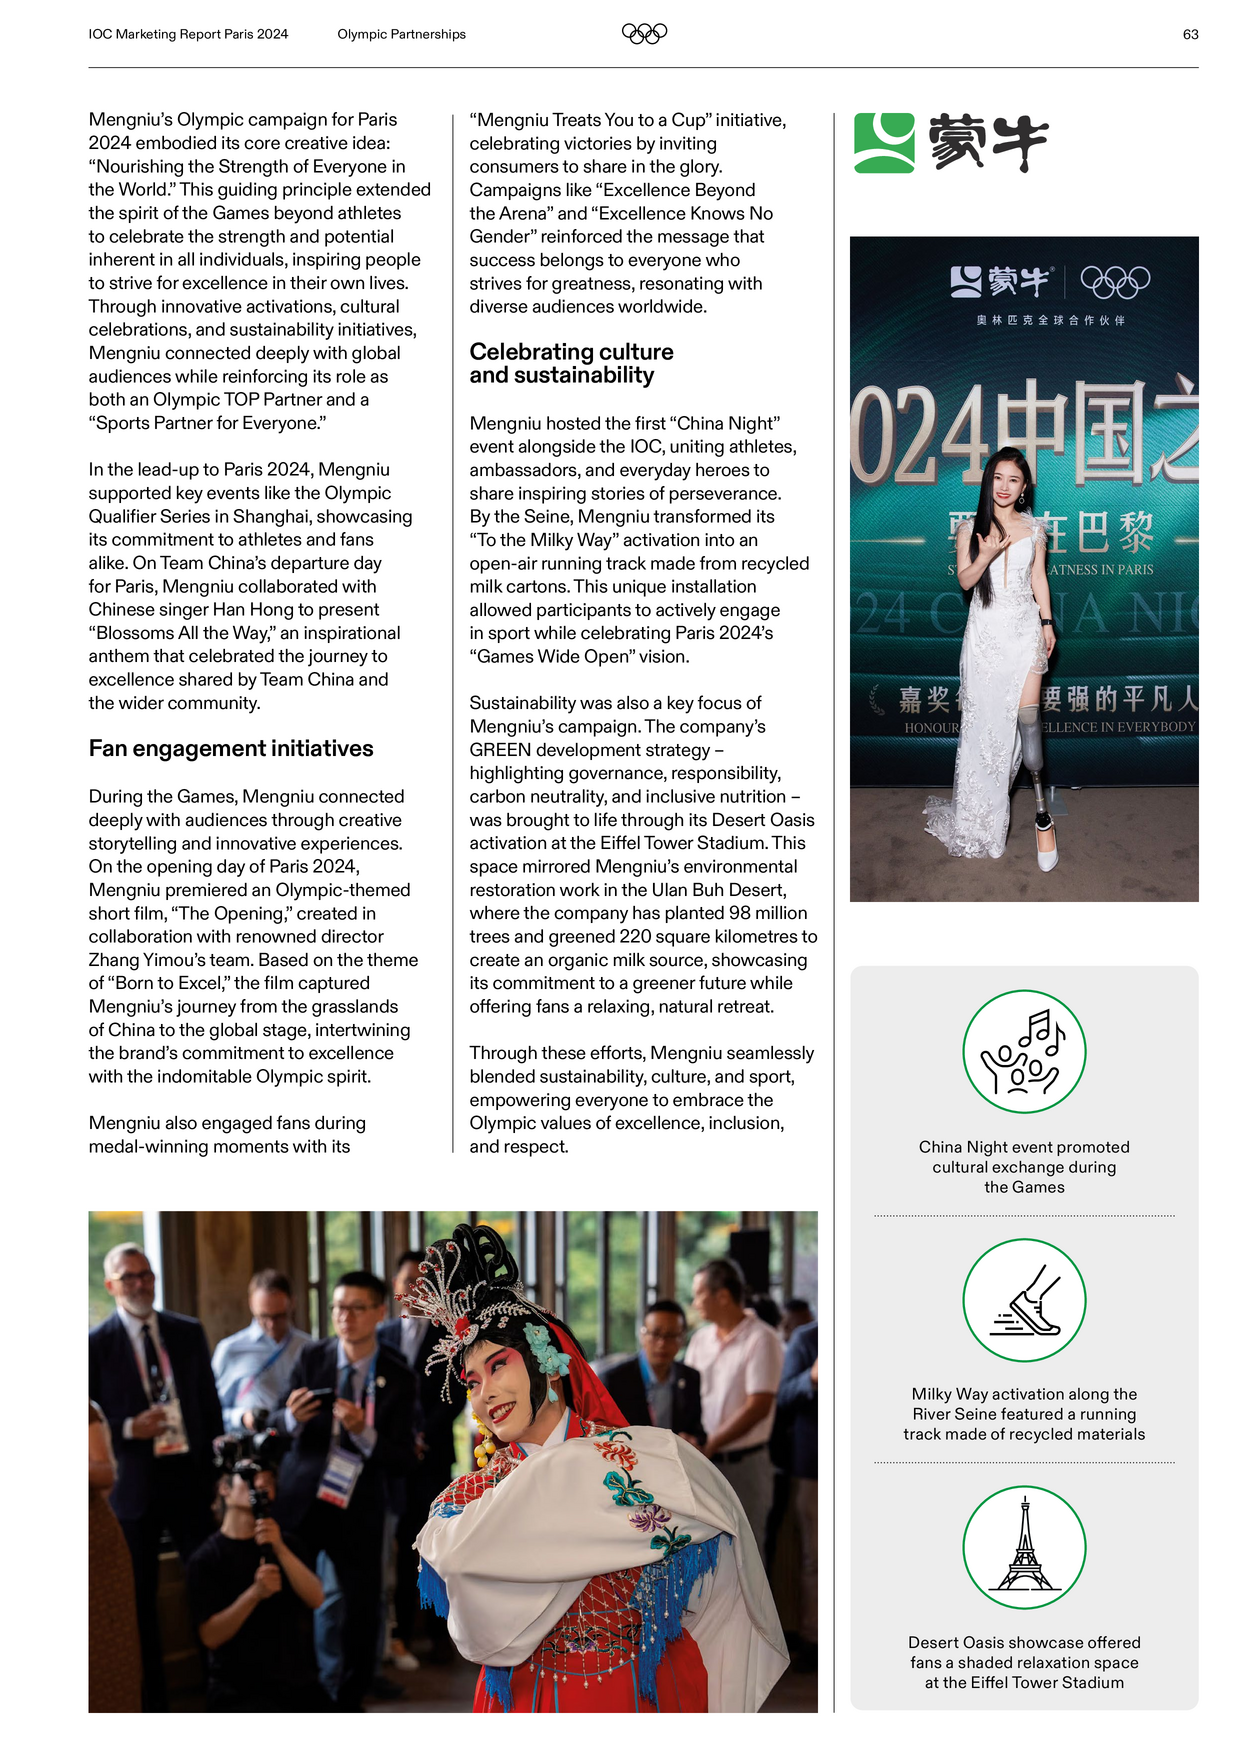 IOC Marketing Report Paris 2024
Olympic Partnerships
63
Mengniu’s Olympic campaign for Paris
2024 embodied its core creative idea:
“Nourishing the Strength of Everyone in
the World.” This guiding principle extended
the spirit of the Games beyond athletes
to celebrate the strength and potential
inherent in all individuals, inspiring people
to strive for excellence in their own lives.
Through innovative activations, cultural
celebrations, and sustainability initiatives,
Mengniu connected deeply with global
audiences while reinforcing its role as
both an Olympic TOP Partner and a
“Sports Partner for Everyone.”
In the lead-up to Paris 2024, Mengniu
supported key events like the Olympic
Qualifier Series in Shanghai, showcasing
its commitment to athletes and fans
alike. On Team China’s departure day
for Paris, Mengniu collaborated with
Chinese singer Han Hong to present
“Blossoms All the Way,” an inspirational
anthem that celebrated the journey to
excellence shared by Team China and
the wider community.
Fan engagement initiatives
During the Games, Mengniu connected
deeply with audiences through creative
storytelling and innovative experiences.
On the opening day of Paris 2024,
Mengniu premiered an Olympic-themed
short film, “The Opening,” created in
collaboration with renowned director
Zhang Yimou’s team. Based on the theme
of “Born to Excel,” the film captured
Mengniu’s journey from the grasslands
of China to the global stage, intertwining
the brand’s commitment to excellence
with the indomitable Olympic spirit.
Mengniu also engaged fans during
medal-winning moments with its
“Mengniu Treats You to a Cup” initiative,
celebrating victories by inviting
consumers to share in the glory.
Campaigns like “Excellence Beyond
the Arena” and “Excellence Knows No
Gender” reinforced the message that
success belongs to everyone who
strives for greatness, resonating with
diverse audiences worldwide.
Celebrating culture
and sustainability
Mengniu hosted the first “China Night”
event alongside the IOC, uniting athletes,
ambassadors, and everyday heroes to
share inspiring stories of perseverance.
By the Seine, Mengniu transformed its
“To the Milky Way” activation into an
open-air running track made from recycled
milk cartons. This unique installation
allowed participants to actively engage
in sport while celebrating Paris 2024’s
“Games Wide Open” vision.
Sustainability was also a key focus of
Mengniu’s campaign. The company’s
GREEN development strategy –
highlighting governance, responsibility,
carbon neutrality, and inclusive nutrition –
was brought to life through its Desert Oasis
activation at the Eiffel Tower Stadium. This
space mirrored Mengniu’s environmental
restoration work in the Ulan Buh Desert,
where the company has planted 98 million
trees and greened 220 square kilometres to
create an organic milk source, showcasing
its commitment to a greener future while
offering fans a relaxing, natural retreat.
Through these efforts, Mengniu seamlessly
blended sustainability, culture, and sport,
empowering everyone to embrace the
Olympic values of excellence, inclusion,
and respect.
蒙牛
蒙牛®
奥林匹克全球合作伙伴
024中国之
在巴黎
EATNESS IN PARIS
24 C NA NIG
嘉奖 要强的平凡人
HONOUR ELLENCE IN EVERYBODY
China Night event promoted
cultural exchange during
the Games
Milky Way activation along the
River Seine featured a running
track made of recycled materials
Desert Oasis showcase offered
fans a shaded relaxation space
at the Eiffel Tower Stadium